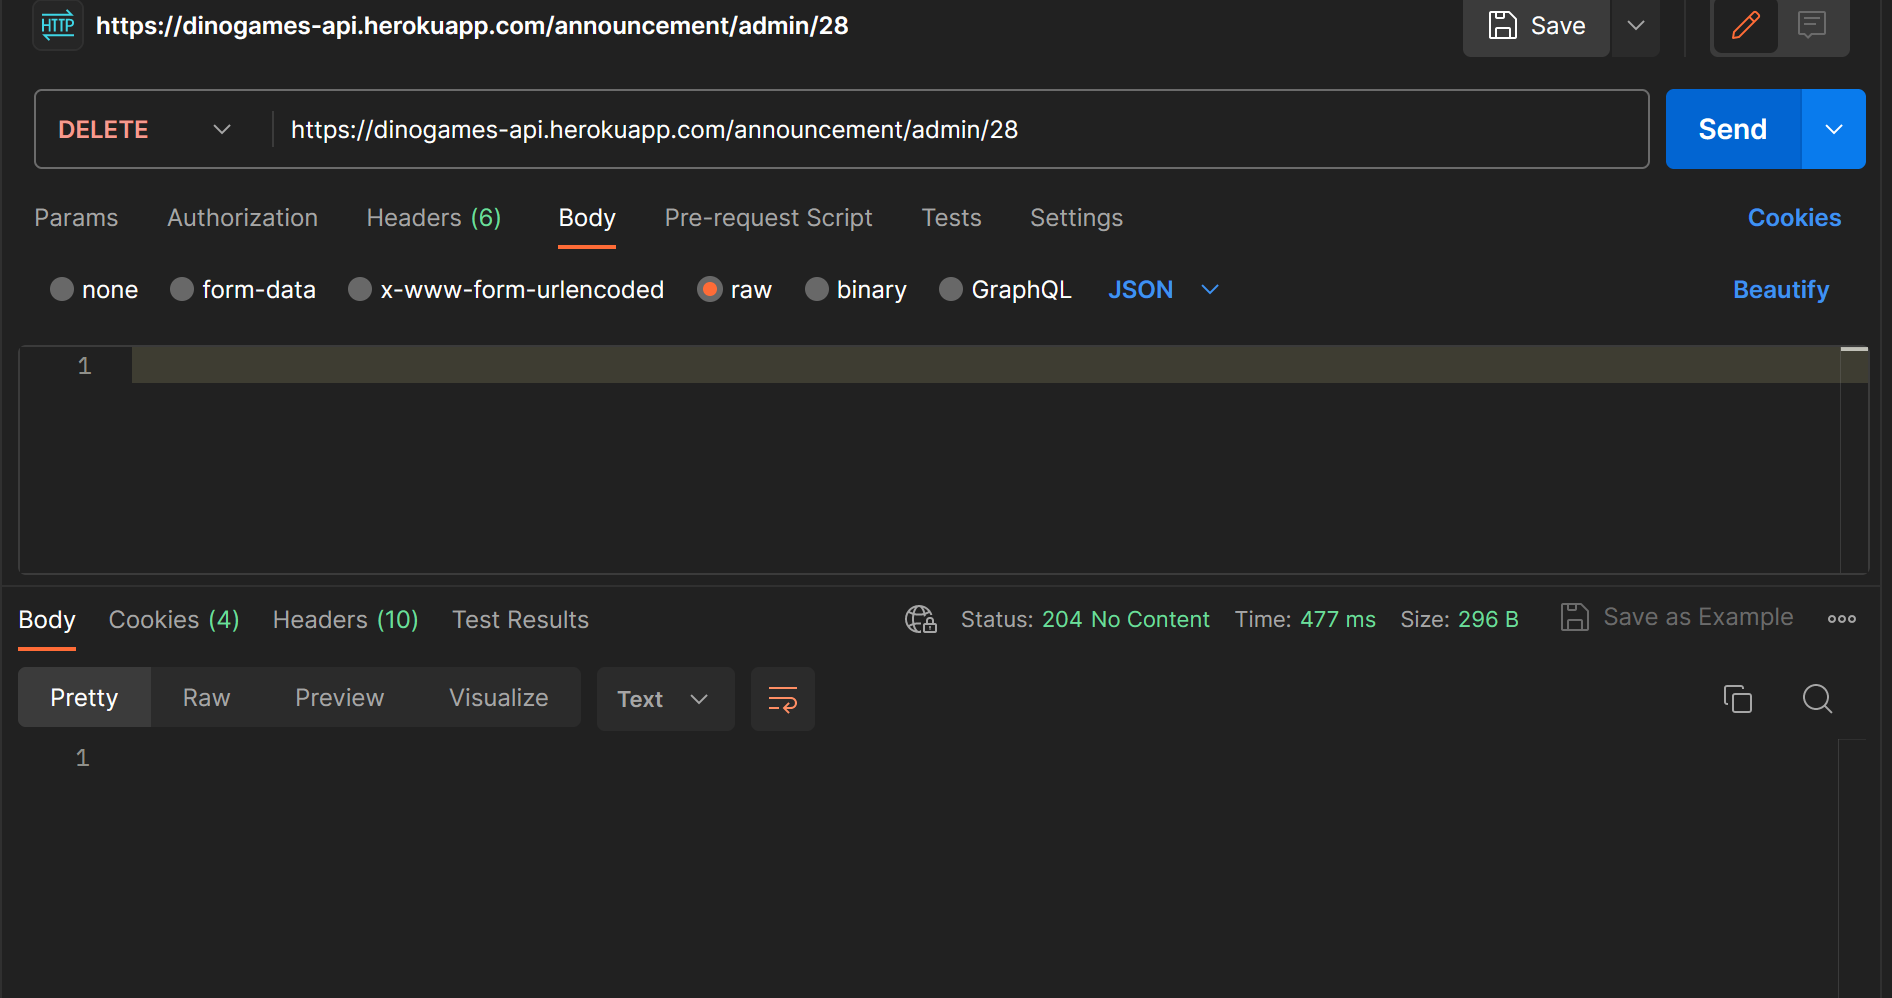 HTTP https://dinogames-api.herokuapp.com/announcement/admin/28 Save
DELETE https://dinogames-api.herokuapp.com/announcement/admin/28 Send
Params Authorization Headers (6) Body Pre-request Script Tests Settings Cookies
none form-data x-www-form-urlencoded raw binary GraphQL JSON Beautify
1
Body Cookies (4) Headers (10) Test Results Status: 204 No Content Time: 477 ms Size: 296 B Save as Example
Pretty Raw Preview Visualize Text
1